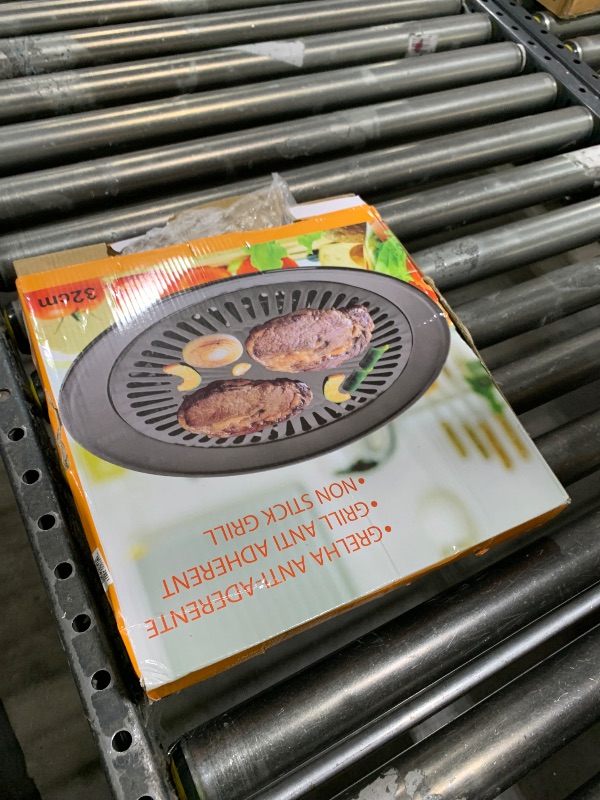 • GRELHA ANTI-ADERENTE
• GRILL ANTI ADHERENT
• NON STICK GRILL
32cm